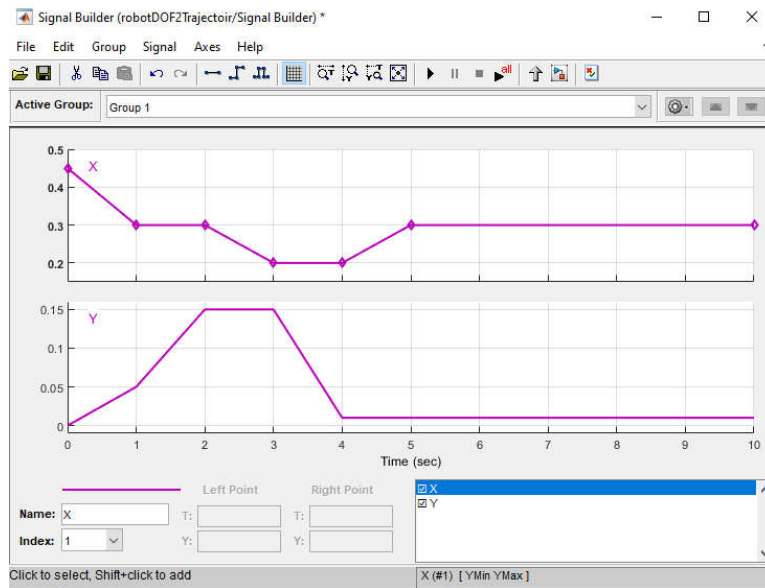 Signal Builder (robotDOF2Trajectoir/Signal Builder) *
File Edit Group Signal Axes Help
all
Active Group: Group 1
0.5
X
0.4
0.3
0.2
0.15
Y
0.1
0.05
0
0 1 2 3 4 5 6 7 8 9 10
Time (sec)
Left Point Right Point
Name: X T: T:
Index: 1 Y: Y:
X
Y
Click to select, Shift+click to add X (#1) [ YMin YMax ]